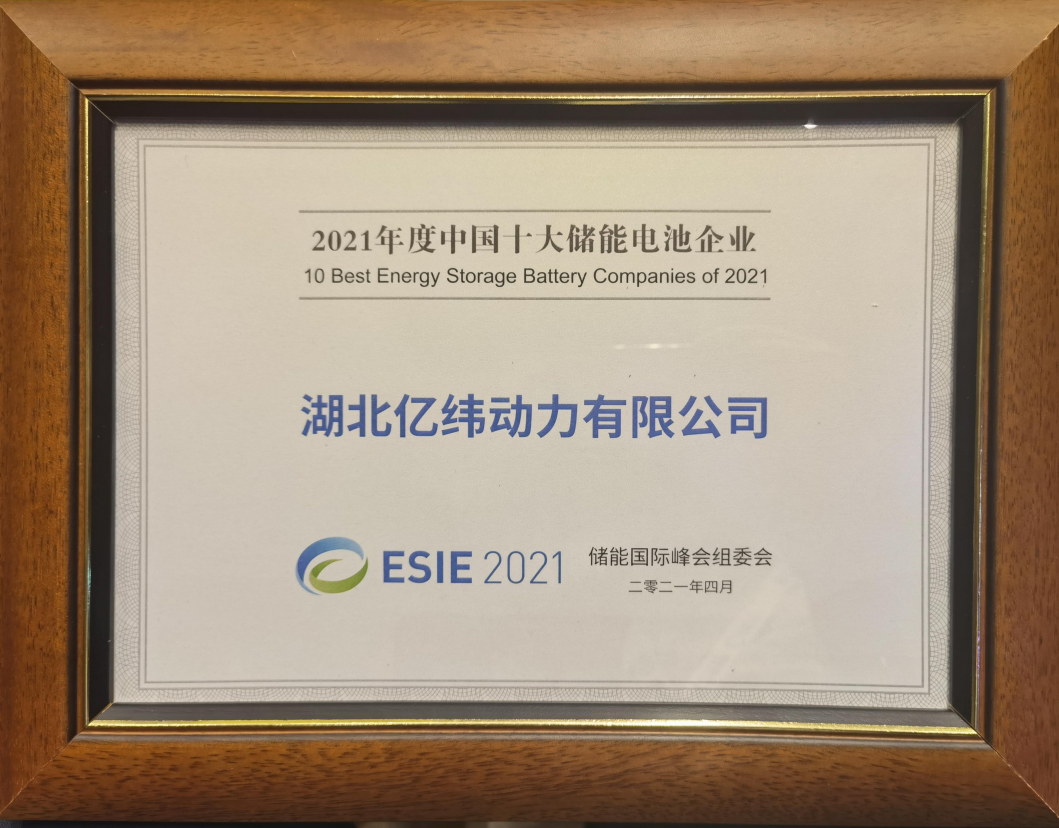 2021年度中国十大储能电池企业
10 Best Energy Storage Battery Companies of 2021
湖北亿纬动力有限公司
ESIE 2021
储能国际峰会组委会
二零二一年四月